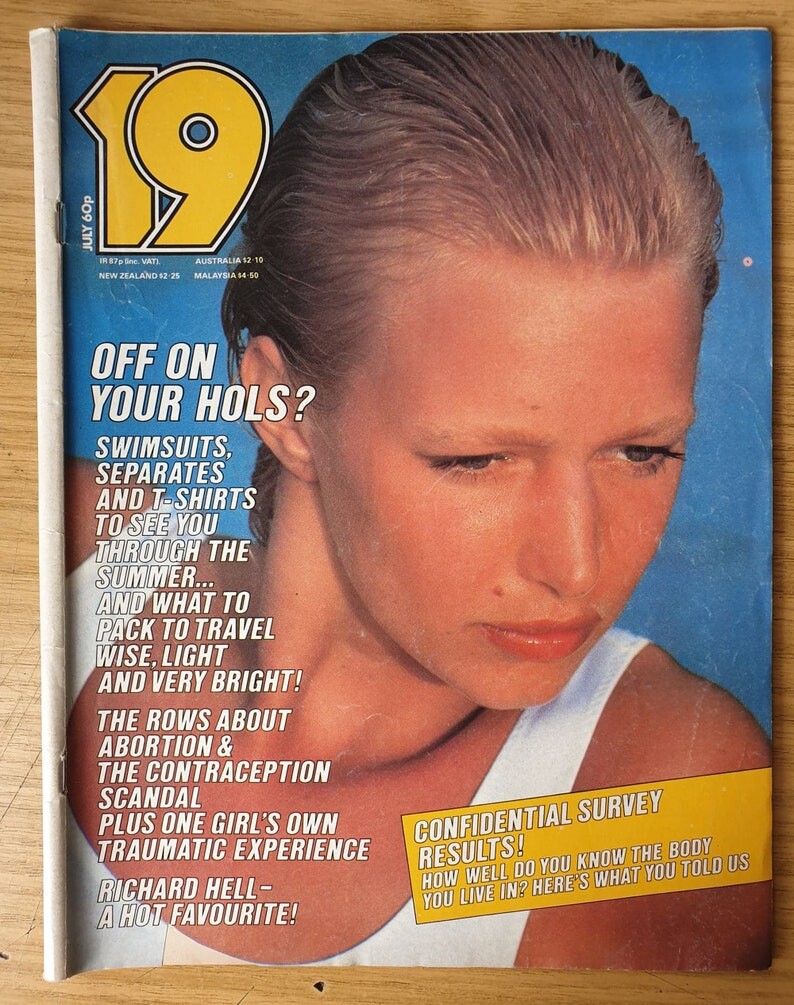 19
JULY 60p
IR 87p (inc. VAT). AUSTRALIA $2·10
NEW ZEALAND $2·25 MALAYSIA $4·50
OFF ON
YOUR HOLS?
SWIMSUITS,
SEPARATES
AND T-SHIRTS
TO SEE YOU
THROUGH THE
SUMMER...
AND WHAT TO
PACK TO TRAVEL
WISE, LIGHT
AND VERY BRIGHT!
THE ROWS ABOUT
ABORTION &
THE CONTRACEPTION
SCANDAL
PLUS ONE GIRL'S OWN
TRAUMATIC EXPERIENCE
RICHARD HELL–
A HOT FAVOURITE!
CONFIDENTIAL SURVEY
RESULTS!
HOW WELL DO YOU KNOW THE BODY
YOU LIVE IN? HERE'S WHAT YOU TOLD US